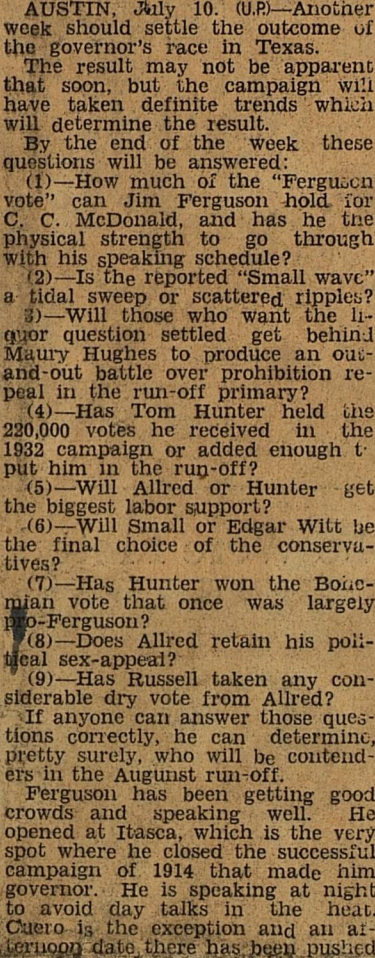 AUSTIN, July 10. (U.P.)—Another
week should settle the outcome of
the governor's race in Texas.
The result may not be apparent
that soon, but the campaign will
have taken definite trends which
will determine the result.
By the end of the week these
questions will be answered:
(1)—How much of the "Ferguson
vote" can Jim Ferguson hold for
C. C. McDonald, and has he the
physical strength to go through
with his speaking schedule?
(2)—Is the reported "Small wave"
a tidal sweep or scattered ripples?
3)—Will those who want the li-
quor question settled get behind
Maury Hughes to produce an out-
and-out battle over prohibition re-
peal in the run-off primary?
(4)—Has Tom Hunter held the
220,000 votes he received in the
1932 campaign or added enough t
put him in the run-off?
(5)—Will Allred or Hunter get
the biggest labor support?
(6)—Will Small or Edgar Witt be
the final choice of the conserva-
tives?
(7)—Has Hunter won the Bohe-
mian vote that once was largely
pro-Ferguson?
(8)—Does Allred retain his poli-
tical sex-appeal?
(9)—Has Russell taken any con-
siderable dry vote from Allred?
If anyone can answer those ques-
tions correctly, he can determine,
pretty surely, who will be contend-
ers in the Augunst run-off.
Ferguson has been getting good
crowds and speaking well. He
opened at Itasca, which is the very
spot where he closed the successful
campaign of 1914 that made him
governor. He is speaking at night
to avoid day talks in the heat.
Cuero is the exception and an af-
ternoon date there has been pushed